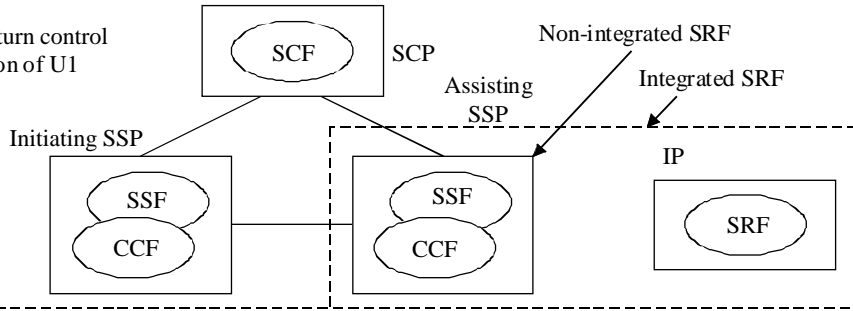 turn control
on of U1
SCF
SCP
Non-integrated SRF
Assisting
SSP
Integrated SRF
Initiating SSP
IP
SSF
CCF
SSF
CCF
SRF